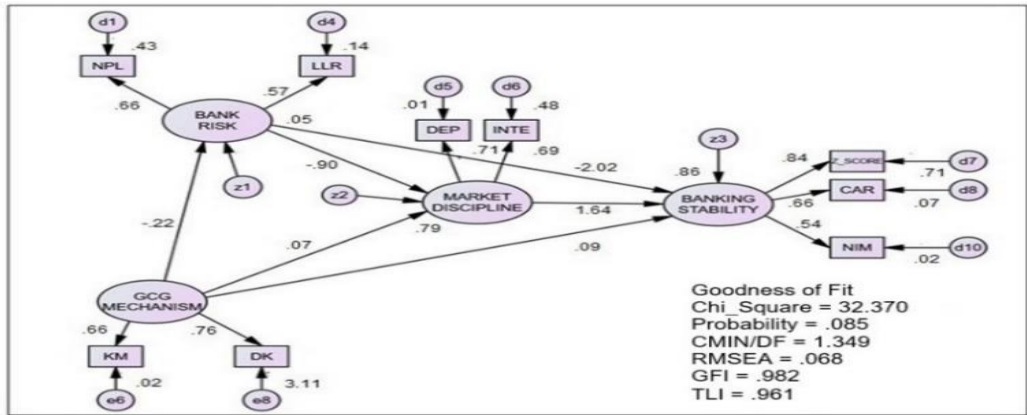 d1
d4
.43
.14
NPL
LLR
d5
d6
.66
.57
.01
.48
BANK
RISK
.05
DEP
INTE
z3
.71
.69
-2.02
.86
.84
Z_SCORE
d7
.71
-.90
z1
z2
MARKET
DISCIPLINE
BANKING
STABILITY
.66
CAR
d8
.07
1.64
.79
.54
-.22
.07
.09
NIM
d10
.02
GCG
MECHANISM
.66
.76
KM
DK
.02
3.11
e6
e8
Goodness of Fit
Chi_Square = 32.370
Probability = .085
CMIN/DF = 1.349
RMSEA = .068
GFI = .982
TLI = .961